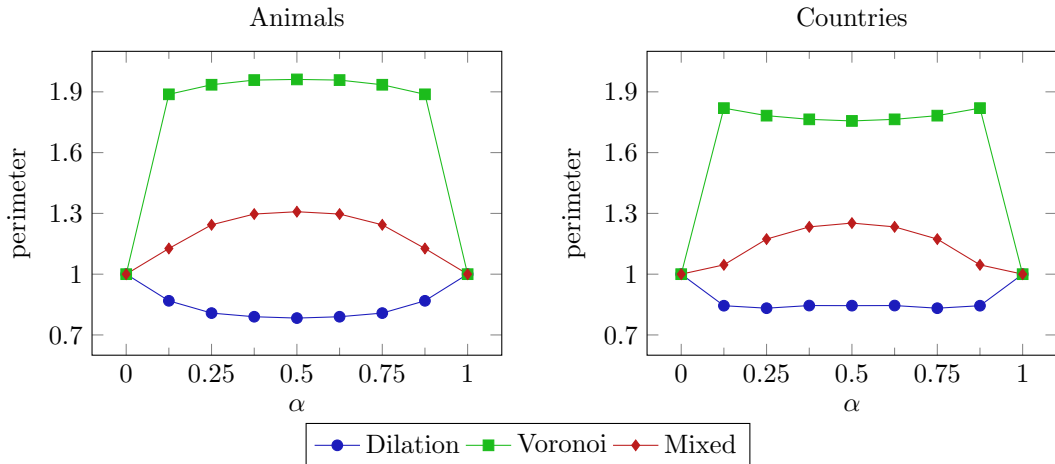 Animals
Countries
perimeter
1.9
1.6
1.3
1
0.7
0 0.25 0.5 0.75 1
α
perimeter
1.9
1.6
1.3
1
0.7
0 0.25 0.5 0.75 1
α
Dilation Voronoi Mixed